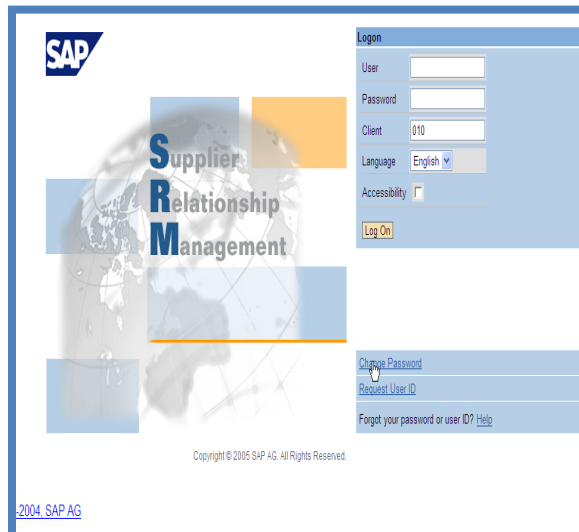 SAP
Supplier
Relationship
Management
Logon
User
Password
Client 010
Language English
Accessibility
Log On
Change Password
Request User ID
Forgot your password or user ID? Help
Copyright © 2005 SAP AG. All Rights Reserved.
-2004, SAP AG